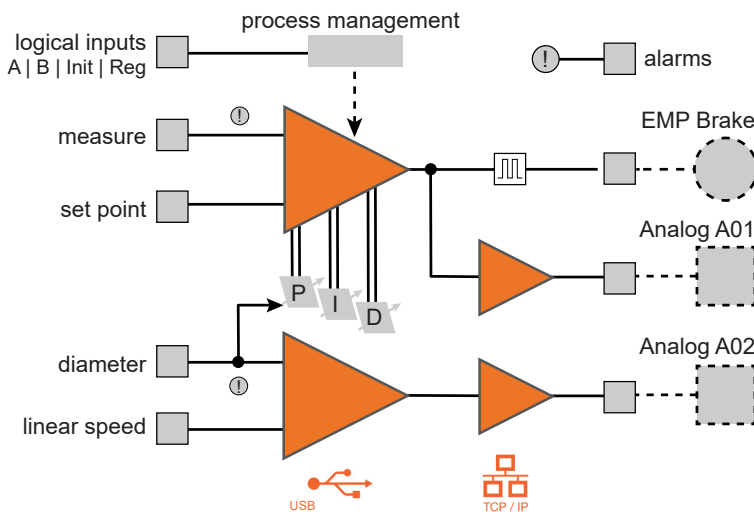 process management
logical inputs
A | B | Init | Reg
!
alarms
!
EMP Brake
measure
set point
Analog A01
P
I
D
Analog A02
diameter
!
linear speed
USB
TCP / IP